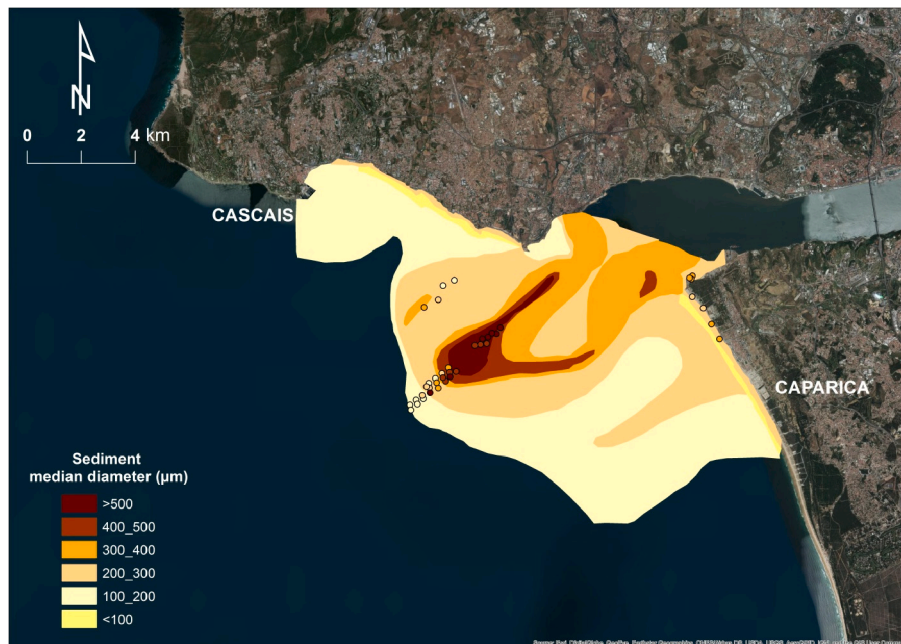 N
0 2 4 km
CASCAIS
CAPARICA
Sediment
median diameter (µm)
>500
400_500
300_400
200_300
100_200
<100